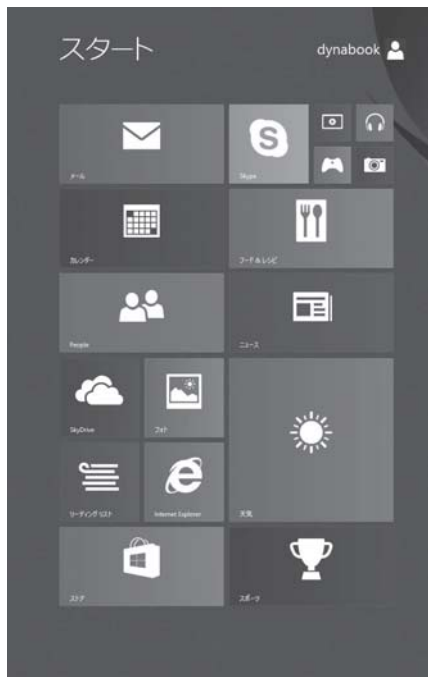 スタート
dynabook
メール
Skype
カレンダー
フード & レシピ
People
ニュース
SkyDrive
フォト
リーディング リスト
Internet Explorer
天気
ストア
スポーツ